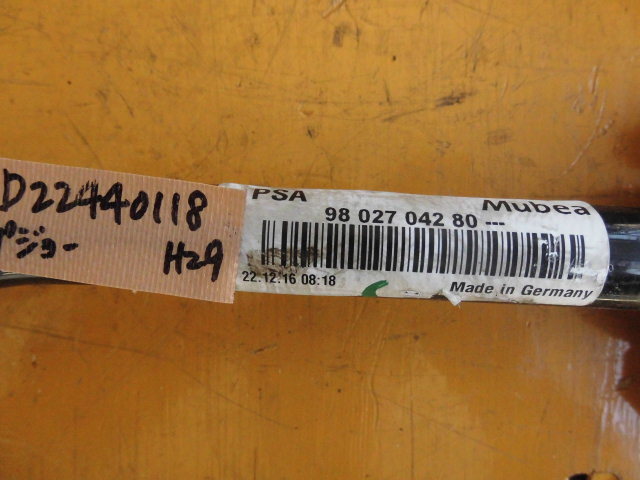 D22440118
プジョー H29
PSA Mubea
98 027 042 80 ---
22.12.16 08:18 Made in Germany